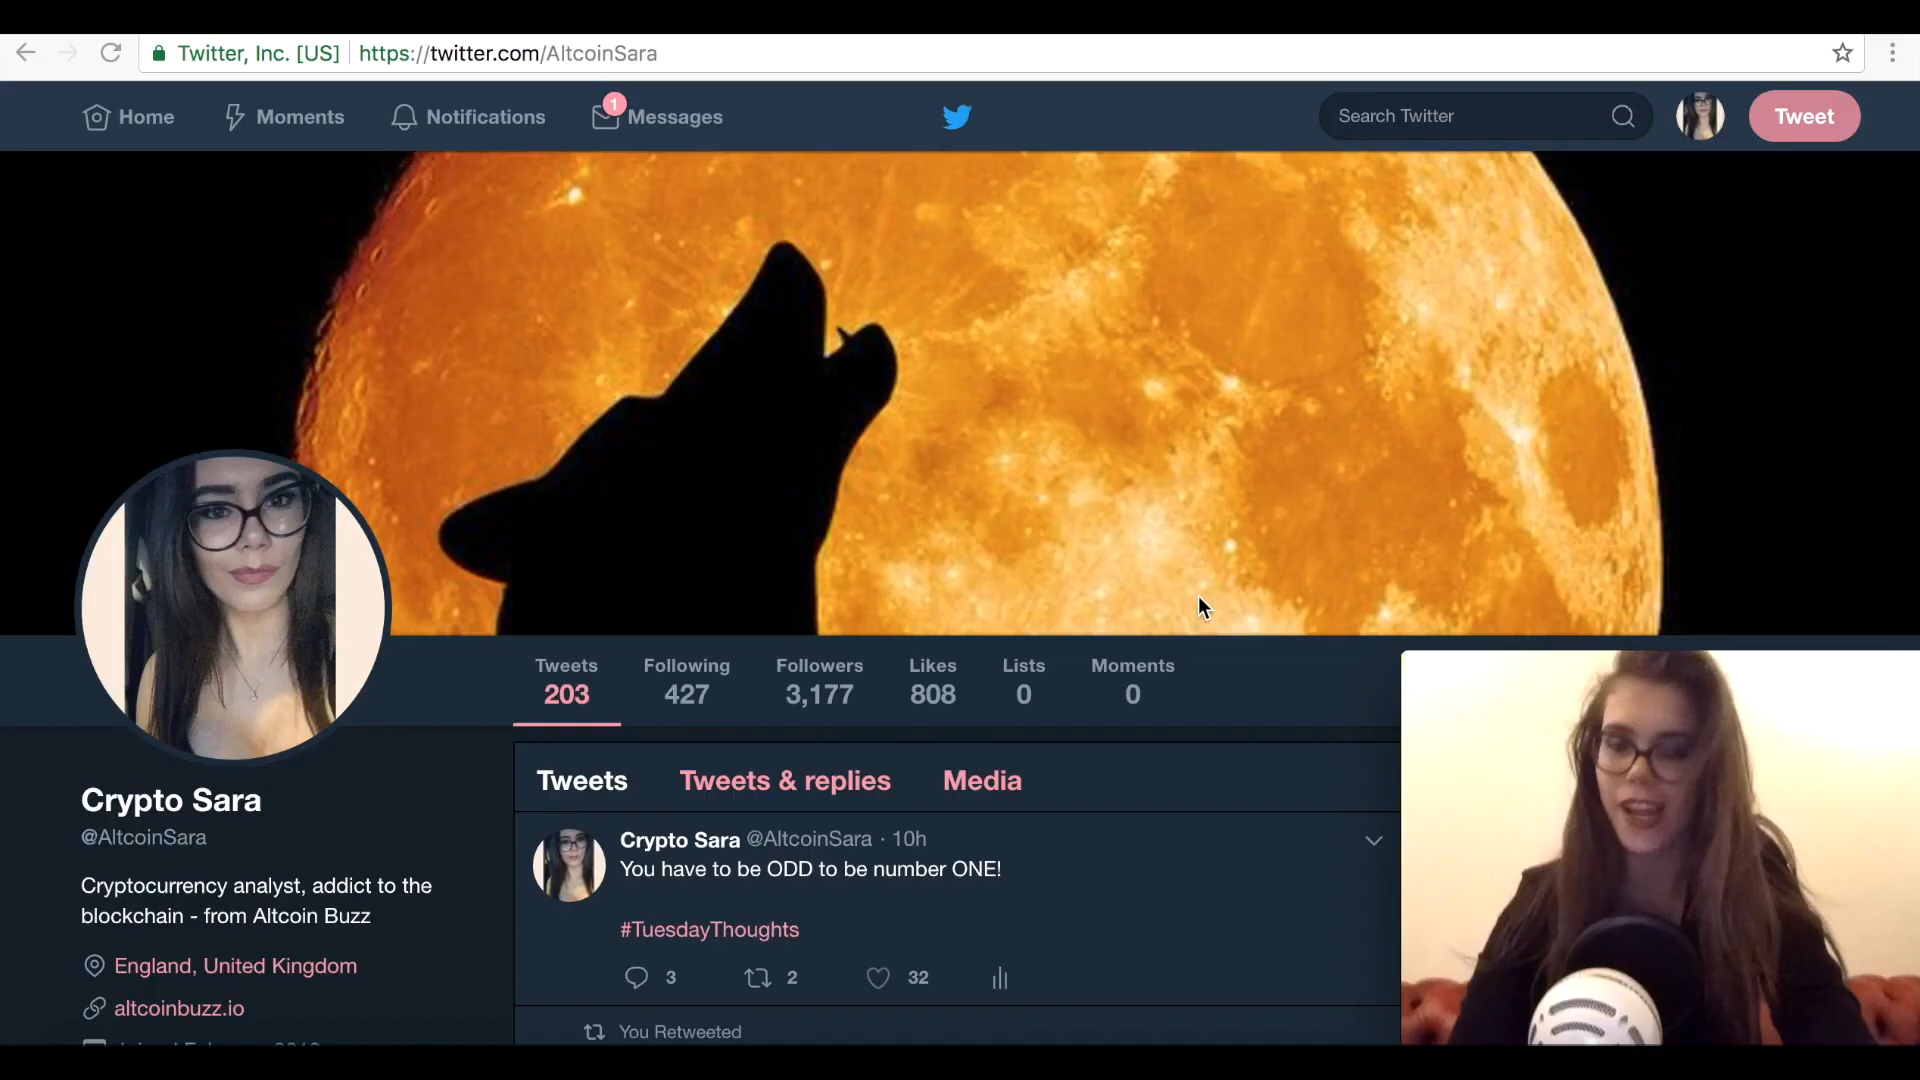 Twitter, Inc. [US] https://twitter.com/AltcoinSara
Home Moments Notifications 1 Messages Search Twitter Tweet
Tweets Following Followers Likes Lists Moments
203 427 3,177 808 0 0
Crypto Sara
@AltcoinSara
Cryptocurrency analyst, addict to the
blockchain - from Altcoin Buzz
England, United Kingdom
altcoinbuzz.io
Tweets Tweets & replies Media
Crypto Sara @AltcoinSara · 10h
You have to be ODD to be number ONE!
#TuesdayThoughts
3 2 32
You Retweeted